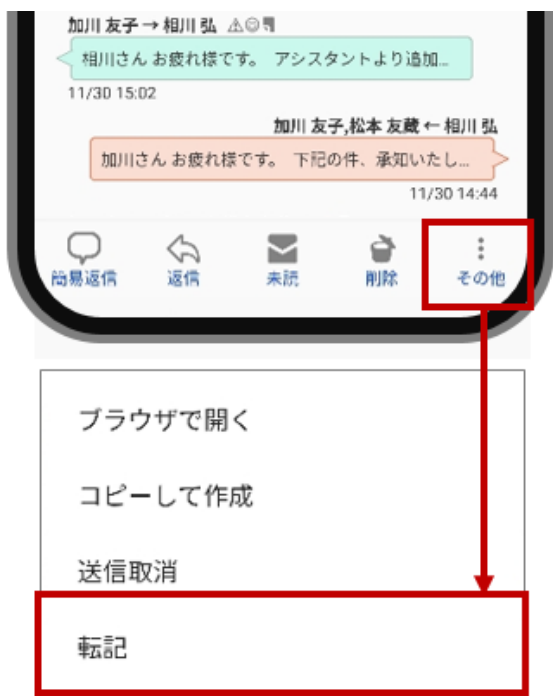 加川 友子 → 相川 弘
相川さん お疲れ様です。 アシスタントより追加...
11/30 15:02
加川 友子,松本 友蔵 ← 相川 弘
加川さん お疲れ様です。 下記の件、承知いたし...
11/30 14:44
簡易返信 返信 未読 削除 その他
ブラウザで開く
コピーして作成
送信取消
転記